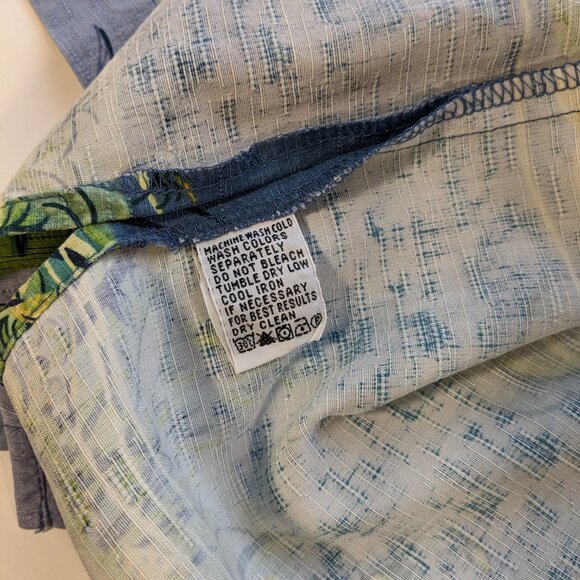 MACHINE WASH COLD
WASH COLORS
SEPARATELY
DO NOT BLEACH
TUMBLE DRY LOW
COOL IRON
IF NECESSARY
FOR BEST RESULTS
DRY CLEAN
30C P